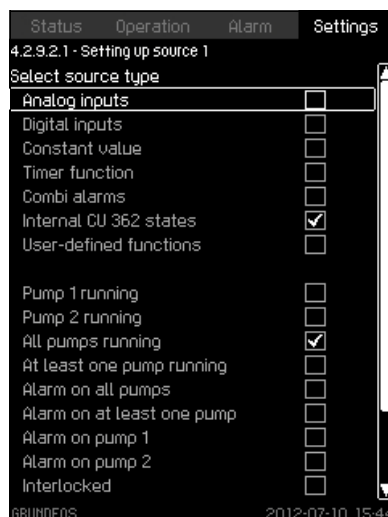 Status Operation Alarm Settings
4.2.9.2.1 - Setting up source 1
Select source type
Analog inputs
Digital inputs
Constant value
Timer function
Combi alarms
Internal CU 362 states
User-defined functions
Pump 1 running
Pump 2 running
All pumps running
At least one pump running
Alarm on all pumps
Alarm on at least one pump
Alarm on pump 1
Alarm on pump 2
Interlocked
GRUNDFOS 2012-07-10 15:44